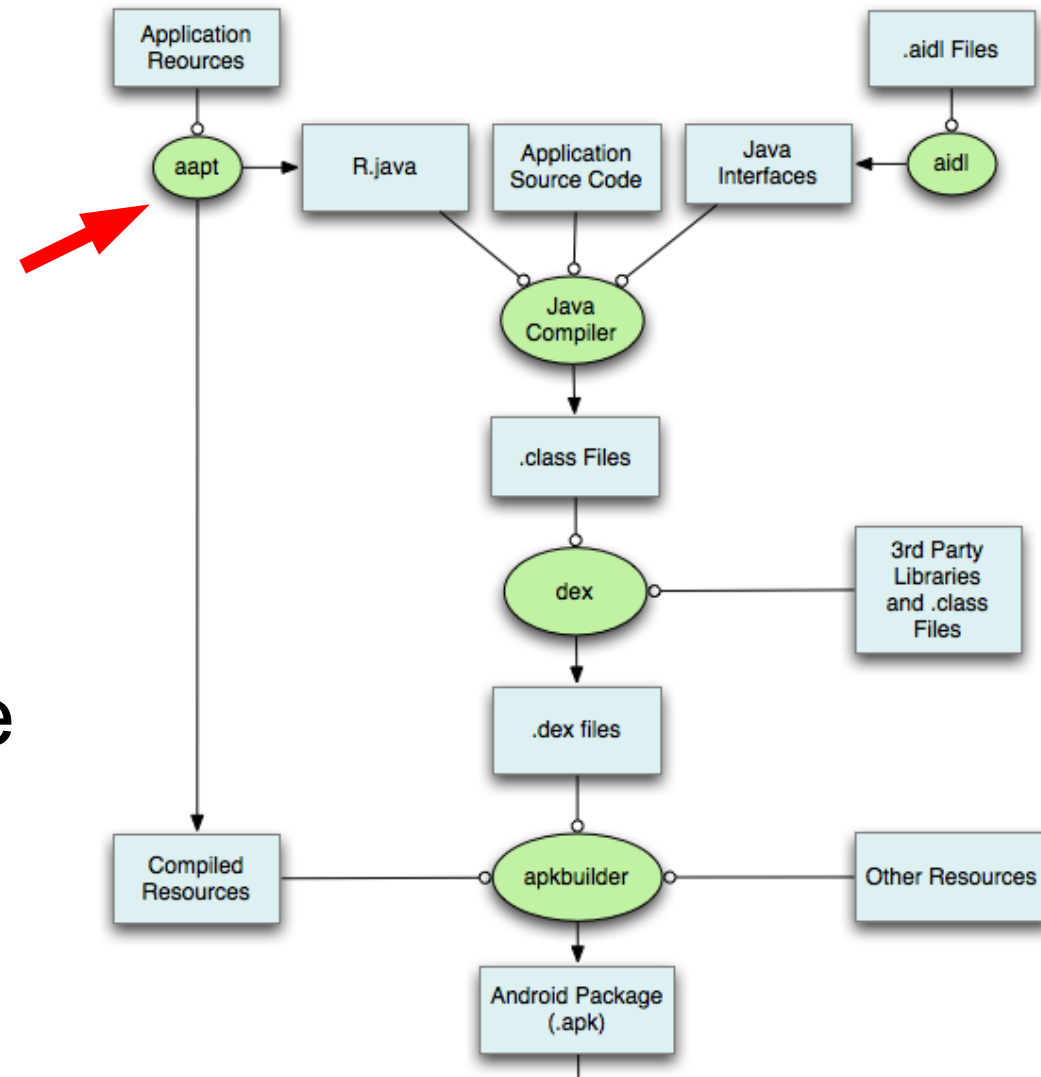 Application
Reources
.aidl Files
aapt
R.java
Application
Source Code
Java
Interfaces
aidl
Java
Compiler
.class Files
dex
3rd Party
Libraries
and .class
Files
e
.dex files
Compiled
Resources
apkbuilder
Other Resources
Android Package
(.apk)